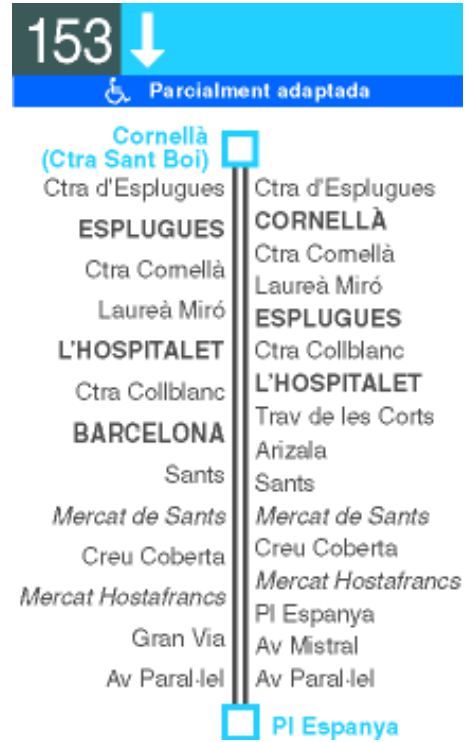 153
Parcialment adaptada
Cornellà
(Ctra Sant Boi)
Ctra d'Esplugues
ESPLUGUES
Ctra Cornellà
Laureà Miró
L'HOSPITALET
Ctra Collblanc
BARCELONA
Sants
Mercat de Sants
Creu Coberta
Mercat Hostafrancs
Gran Via
Av Paral·lel
Ctra d'Esplugues
CORNELLÀ
Ctra Cornellà
Laureà Miró
ESPLUGUES
Ctra Collblanc
L'HOSPITALET
Trav de les Corts
Arizala
Sants
Mercat de Sants
Creu Coberta
Mercat Hostafrancs
Pl Espanya
Av Mistral
Av Paral·lel
Pl Espanya